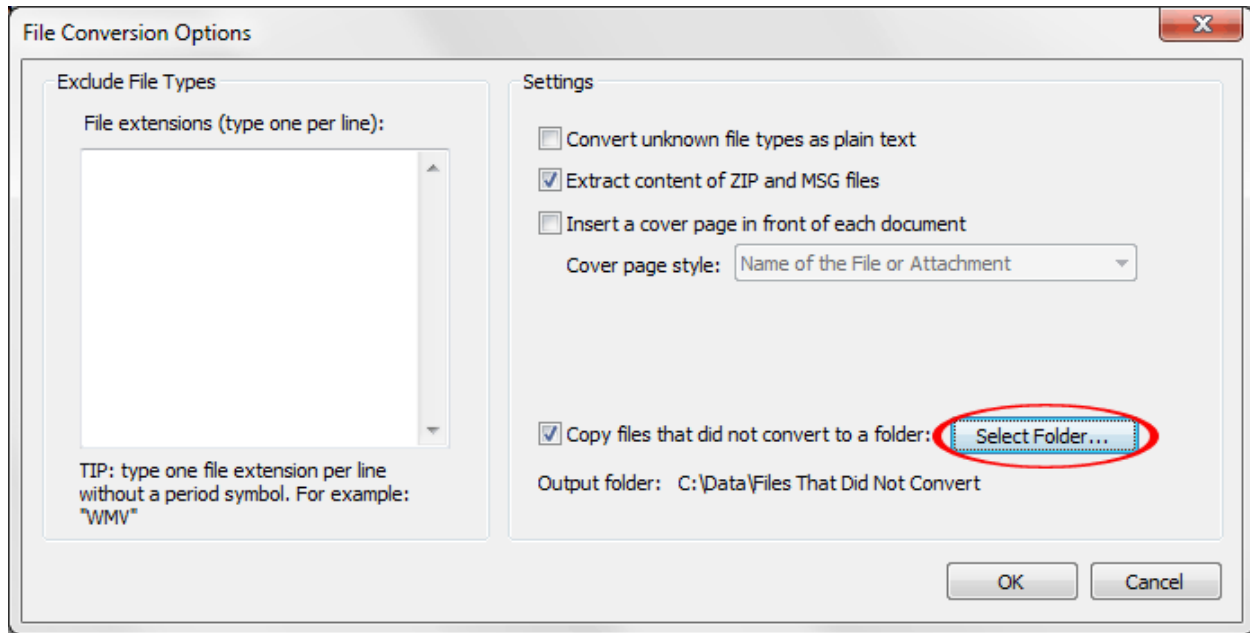 File Conversion Options
Exclude File Types
File extensions (type one per line):
TIP: type one file extension per line
without a period symbol. For example:
"WMV"
Settings
Convert unknown file types as plain text
Extract content of ZIP and MSG files
Insert a cover page in front of each document
Cover page style: Name of the File or Attachment
Copy files that did not convert to a folder: Select Folder...
Output folder: C:\Data\Files That Did Not Convert
OK Cancel